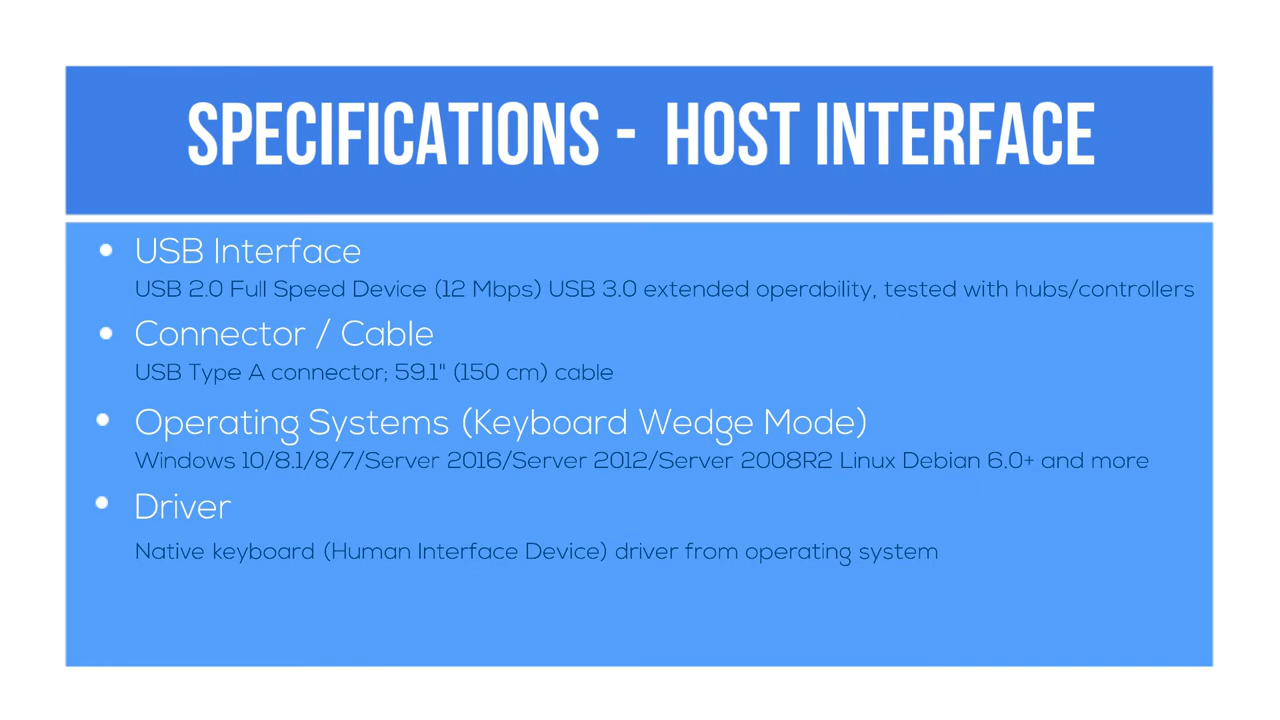 SPECIFICATIONS - HOST INTERFACE
• USB Interface
USB 2.0 Full Speed Device (12 Mbps) USB 3.0 extended operability, tested with hubs/controllers
• Connector / Cable
USB Type A connector; 59.1" (150 cm) cable
• Operating Systems (Keyboard Wedge Mode)
Windows 10/8.1/8/7/Server 2016/Server 2012/Server 2008R2 Linux Debian 6.0+ and more
• Driver
Native keyboard (Human Interface Device) driver from operating system